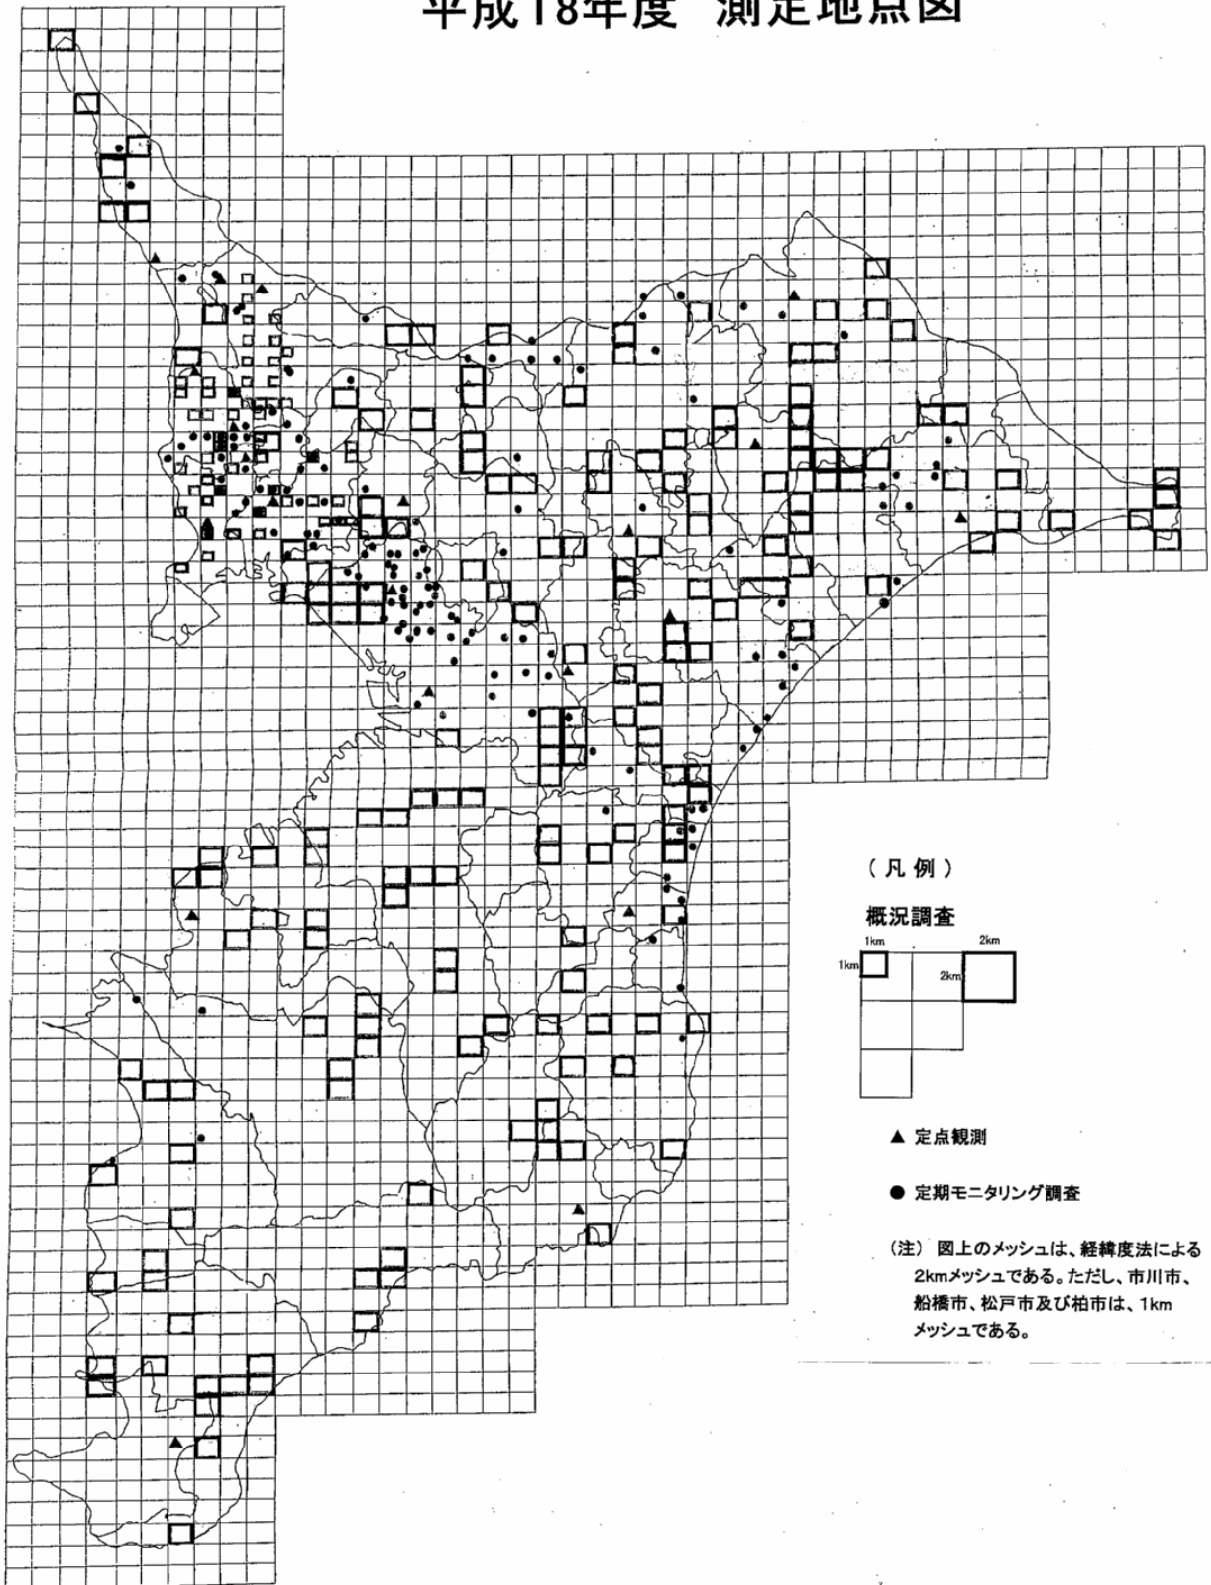 平成18年度 測定地点図
(凡例)
概況調査
1km
2km
1km
2km
▲ 定点観測
● 定期モニタリング調査
(注) 図上のメッシュは、経緯度法による
2kmメッシュである。ただし、市川市、
船橋市、松戸市及び柏市は、1km
メッシュである。